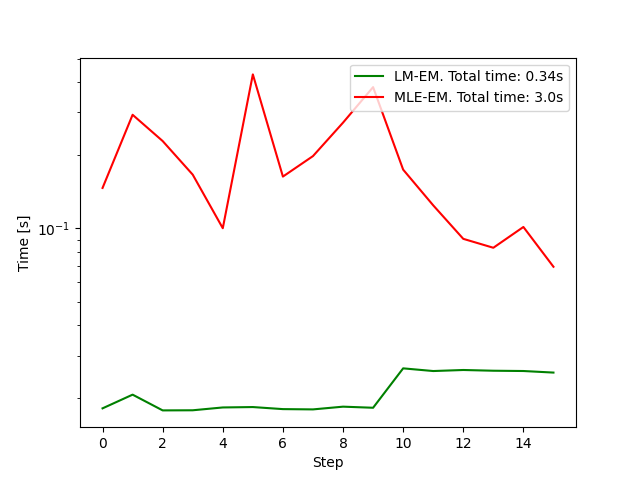 LM-EM. Total time: 0.34s
MLE-EM. Total time: 3.0s
Time [s]
10⁻¹
0 2 4 6 8 10 12 14
Step